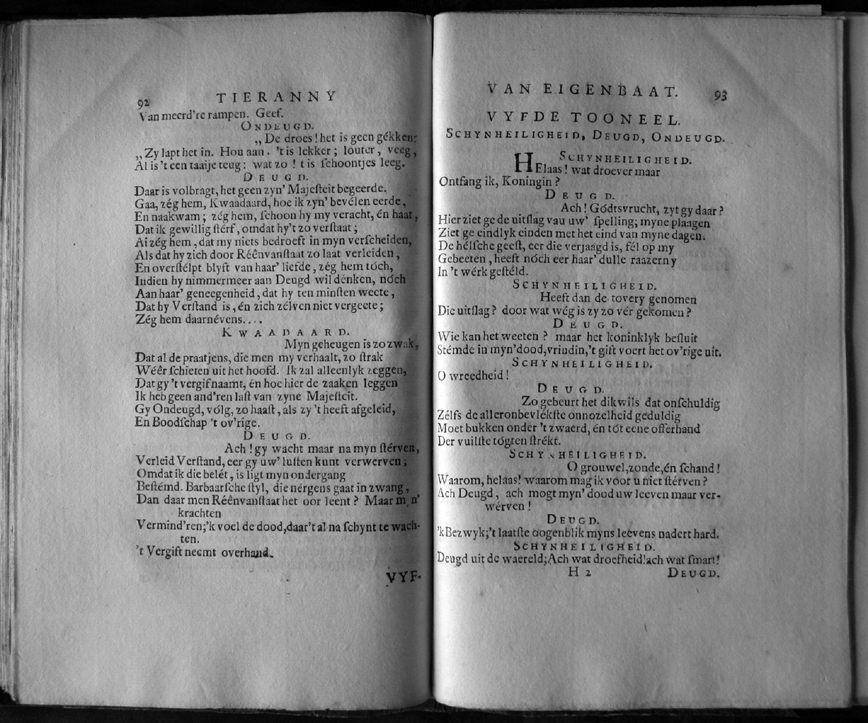 92 TIERANNY
Van meerd're rampen. Geef.
ONDEUGD.
„De droes! het is geen gékken;
„Zy lapt het in. Hou aan. 't is lekker; louter, veeg,
Al is 't een taaije teug: wat zo! 't is ſchoontjes leeg.
DEUGD.
Daar is volbragt, het geen zyn' Majeſteit begeerde.
Gaa, zég hem, Kwaadaard, hoe ik zyn' bevélen eerde,
En naakwam; zég hem, ſchoon hy my veracht, én haat,
Dat ik gewillig ſtérf, omdat hy't zo verſtaat;
Ai zég hem, dat my niets bedroeft in myn verſcheiden,
Als dat hy zich door Réênvanſtaat zo laat verleiden,
En overſtélpt blyft van haar' liefde, zég hem tóch,
Indien hy nimmermeer aan Deugd wil dénken, nóch
Aan haar' geneegenheid, dat hy ten minſten weete,
Dat hy Verſtand is, én zich zélven niet vergeete;
Zég hem daarnévens....
KWAADAARD.
Myn geheugen is zo zwak,
Dat al de praatjens, die men my verhaalt, zo ſtrak
Wéêr ſchieten uit het hoofd. Ik zal alleenlyk zeggen,
Dat gy 't vergif naamt, én hoe hier de zaaken leggen
Ik heb geen and'ren laſt van zyne Majeſteit.
Gy Ondeugd, vólg, zo haaſt, als zy 't heeft afgeleid,
En Boodſchap 't ov'rige.
DEUGD.
Ach! gy wacht maar na myn ſtérven,
Verleid Verſtand, eer gy uw' luſten kunt verwerven;
Omdat ik die belét, is ligt myn ondergang
Beſtémd. Barbaarſche ſtyl, die nérgens gaat in zwang,
Dan daar men Réênvanſtaat het oor leent? Maar m n'
krachten
Vermind'ren;'k voel de dood, daar't al na ſchynt te wach-
ten.
't Vergift neemt overhand.
VYF-
VAN EIGENBAAT. 93
VYFDE TOONEEL.
SCHYNHEILIGHEID, DEUGD, ONDEUGD.
SCHYNHEILIGHEID.
HElaas! wat droever maar
Ontfang ik, Koningin?
DEUGD.
Ach! Gódtsvrucht, zyt gy daar?
Hier ziet ge de uitſlag vau uw' ſpelling; myne plaagen
Ziet ge eindlyk einden met het eind van myne dagen.
De hélſche geeſt, eer die verjaagd is, fél op my
Gebeeten, heeft nóch eer haar' dulle raazerny
In 't wérk geſtéld.
SCHYNHEILIGHEID.
Heeft dan de tovery genomen
Die uitſlag? door wat wég is zy zo vér gekomen?
DEUGD.
Wie kan het weeten? maar het koninklyk beſluit
Stémde in myn'dood, vrindin,'t gift voert het ov'rige uit.
SCHYNHEILIGHEID.
O wreedheid!
DEUGD.
Zo gebeurt het dikwils dat onſchuldig
Zélfs de alleronbevlékſte onnozelheid geduldig
Moet bukken onder 't zwaerd, én tót eene offerhand
Der vuilſte tógten ſtrékt.
SCHYNHEILIGHEID.
O grouwel, zonde, én ſchand!
Waarom, helaas! waarom mag ik voor u niet ſtérven?
Ach Deugd, ach mogt myn' dood uw leeven maar ver-
wérven!
DEUGD.
'kBezwyk;'t laatſte oogenblik myns leevens nadert hard.
SCHYNHEILIGHEID.
Deugd uit de waereld; Ach wat droefheid! ach wat ſmart!
H 2 DEUGD.